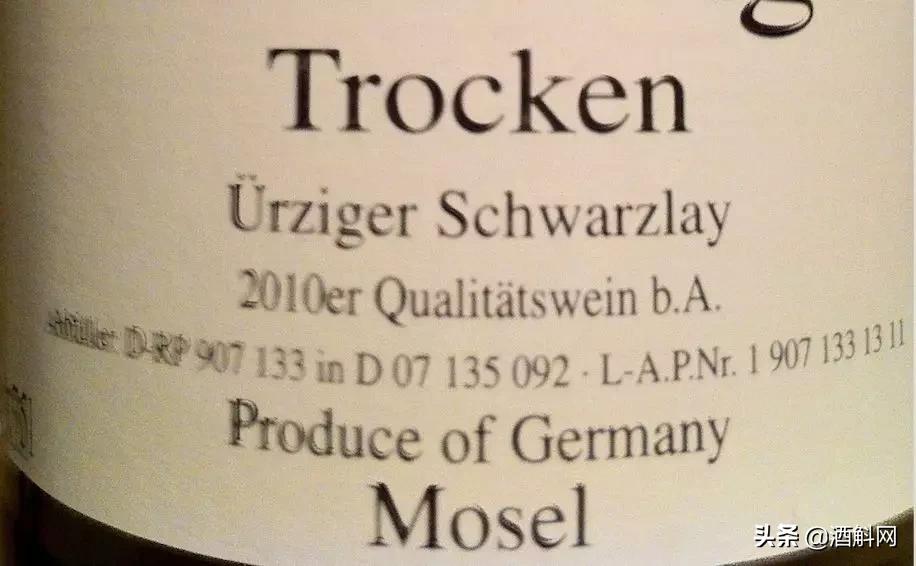 g
Trocken
Ürziger Schwarzlay
2010er Qualitätswein b.A.
Abfüller: D-RP 907 133 in D 07 135 092 · L-A.P.Nr. 1 907 133 13 11
Produce of Germany
Mosel
头条 @酒斛网